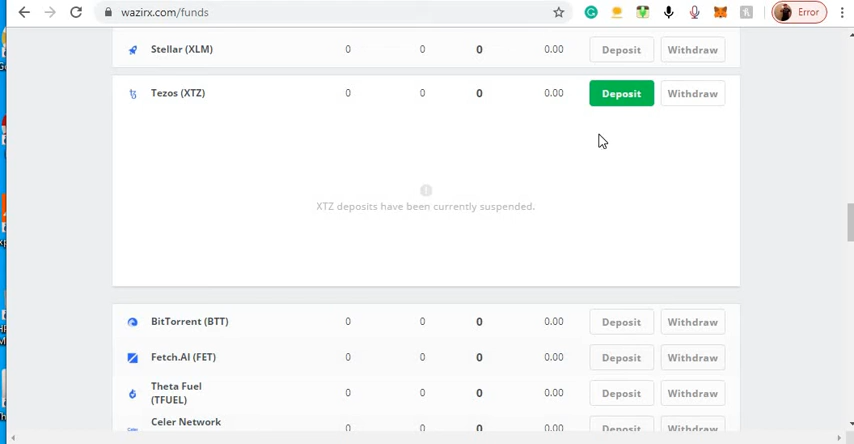 wazirx.com/funds
Error
Stellar (XLM) 0 0 0 0.00 Deposit Withdraw
Tezos (XTZ) 0 0 0 0.00 Deposit Withdraw
XTZ deposits have been currently suspended.
BitTorrent (BTT) 0 0 0 0.00 Deposit Withdraw
Fetch.AI (FET) 0 0 0 0.00 Deposit Withdraw
Theta Fuel
(TFUEL) 0 0 0 0.00 Deposit Withdraw
Celer Network 0 0 0 0.00 Deposit Withdraw